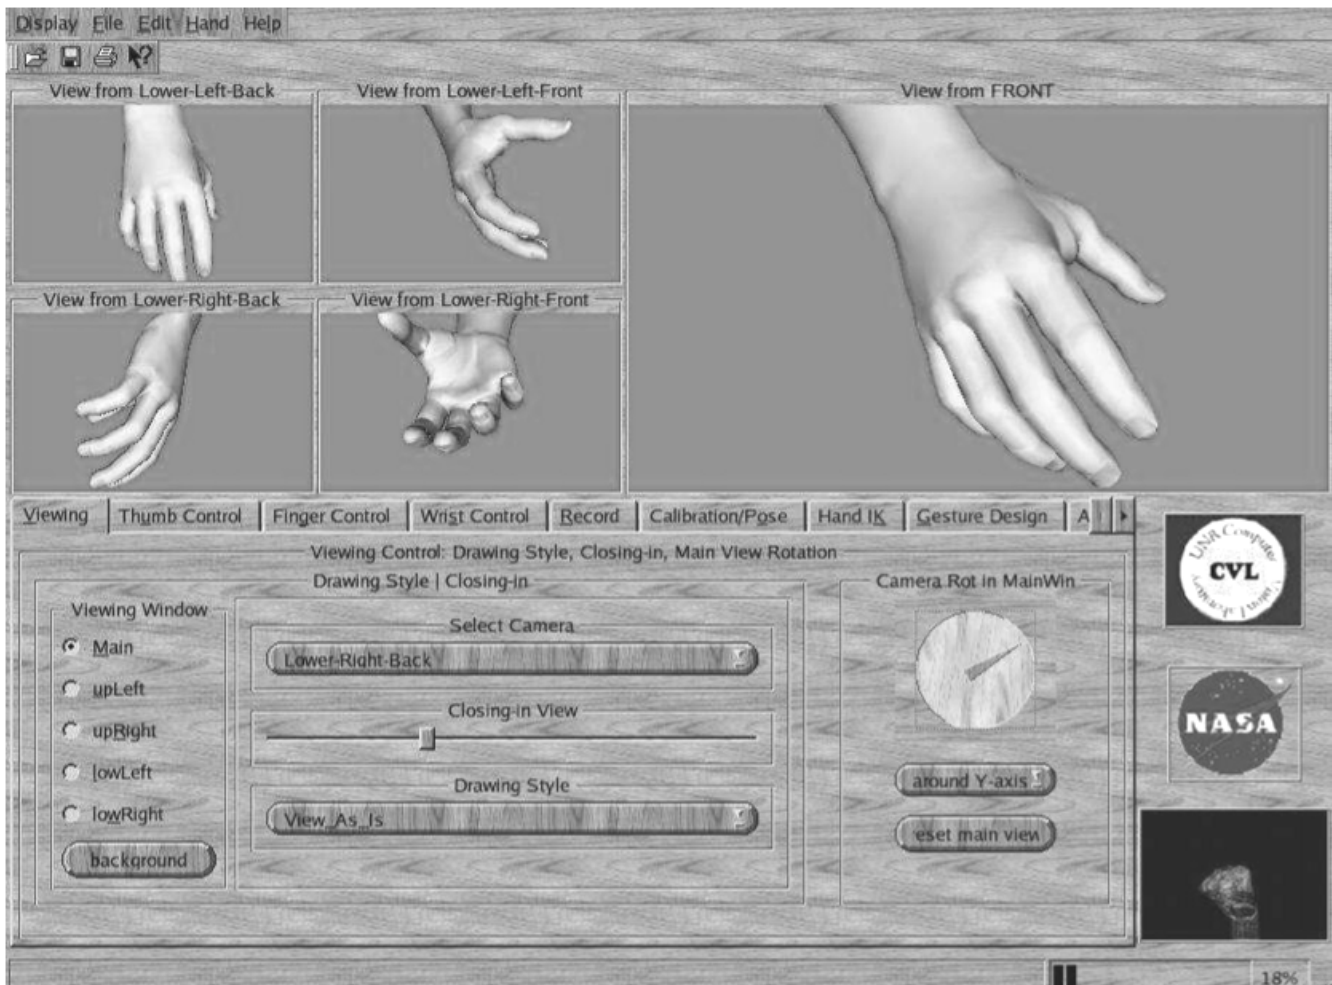 Display File Edit Hand Help
View from Lower-Left-Back
View from Lower-Left-Front
View from FRONT
View from Lower-Right-Back
View from Lower-Right-Front
Viewing
Thumb Control
Finger Control
Wrist Control
Record
Calibration/Pose
Hand IK
Gesture Design
A
Viewing Control: Drawing Style, Closing-in, Main View Rotation
Drawing Style | Closing-in
Camera Rot in MainWin
Viewing Window
Main
upLeft
upRight
lowLeft
lowRight
background
Select Camera
Lower-Right-Back
Closing-in View
Drawing Style
View_As_Is
around Y-axis
eset main view
UNR Computer
CVL
Vision Laboratory
NASA
18%